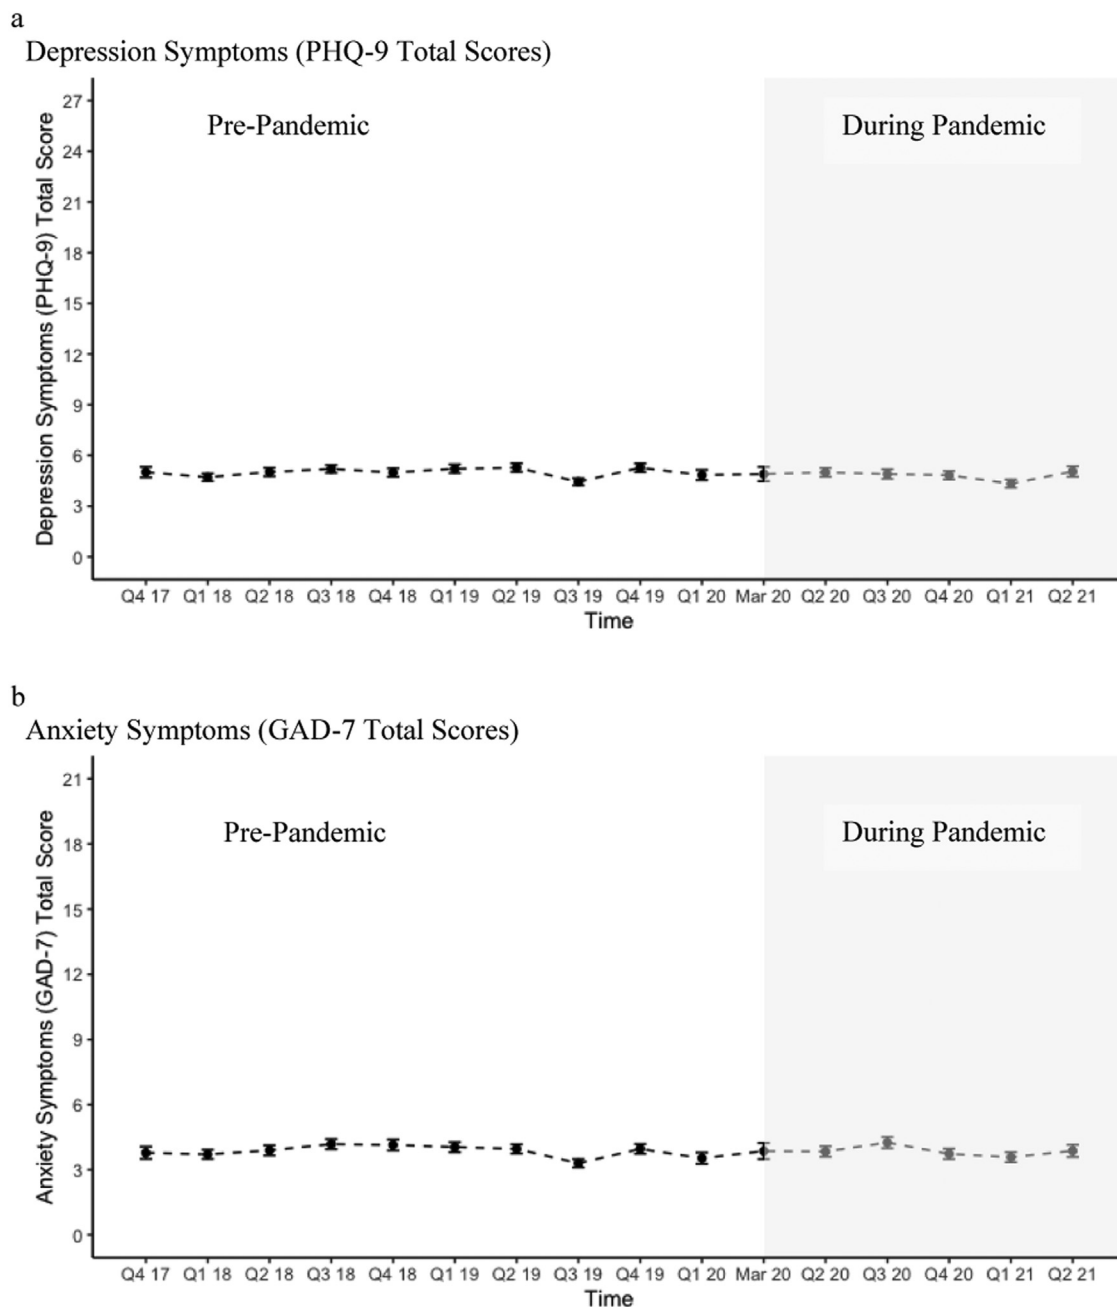 a
Depression Symptoms (PHQ-9 Total Scores)
Pre-Pandemic
During Pandemic
Depression Symptoms (PHQ-9) Total Score
27
24
21
18
15
12
9
6
3
0
Q4 17 Q1 18 Q2 18 Q3 18 Q4 18 Q1 19 Q2 19 Q3 19 Q4 19 Q1 20 Mar 20 Q2 20 Q3 20 Q4 20 Q1 21 Q2 21
Time
b
Anxiety Symptoms (GAD-7 Total Scores)
Pre-Pandemic
During Pandemic
Anxiety Symptoms (GAD-7) Total Score
21
18
15
12
9
6
3
0
Q4 17 Q1 18 Q2 18 Q3 18 Q4 18 Q1 19 Q2 19 Q3 19 Q4 19 Q1 20 Mar 20 Q2 20 Q3 20 Q4 20 Q1 21 Q2 21
Time